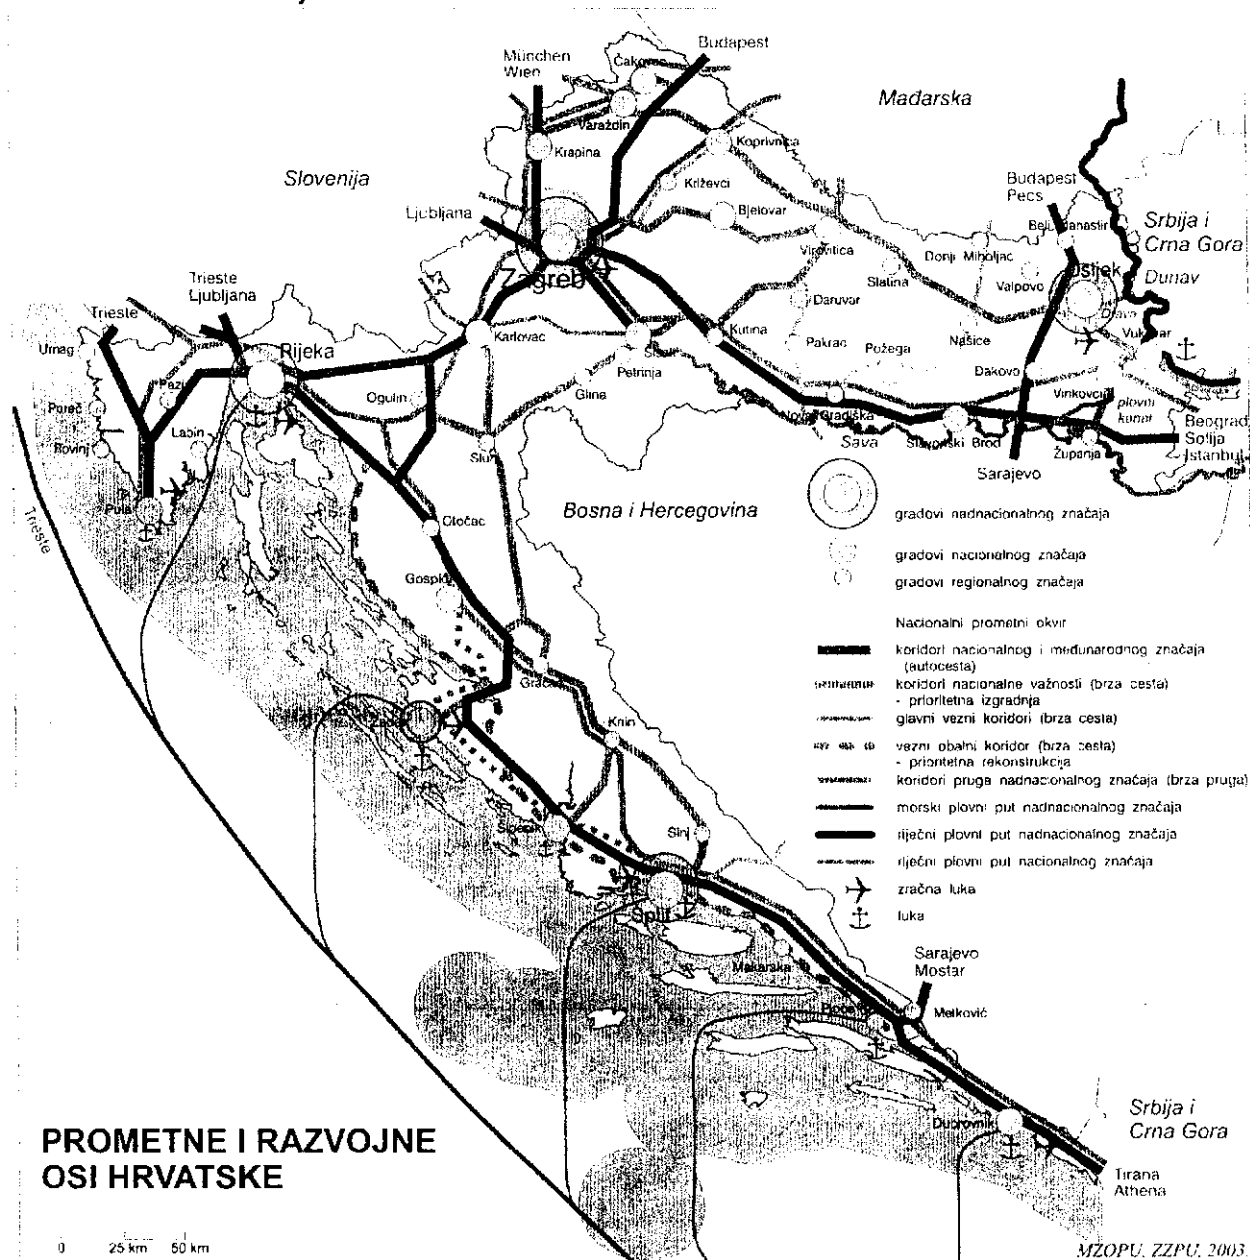 München
Wien
Budapest
Čakovec
Mađarska
Varaždin
Krapina
Koprivnica
Slovenija
Križevci
Budapest
Pecs
Ljubljana
Bjelovar
Beli Manastir
Srbija i
Crna Gora
Virovitica
Donji Miholjac
Zagreb
Slatina
Valpovo
Osijek
Dunav
Trieste
Ljubljana
Daruvar
Drava
Trieste
Umag
Rijeka
Karlovac
Sisak
Kutina
Pakrac
Požega
Našice
Vukovar
Pazin
Ogulin
Petrinja
Glina
Đakovo
Vinkovci
plovni
kanal
Poreč
Labin
Nova Gradiška
Sava
Slavonski Brod
Županja
Beograd
Sofija
Istanbul
Rovinj
Slunj
Sarajevo
Pula
Trieste
Otočac
Bosna i Hercegovina
gradovi nadnacionalnog značaja
gradovi nacionalnog značaja
gradovi regionalnog značaja
Gospić
Nacionalni prometni okvir
koridori nacionalnog i međunarodnog značaja
(autocesta)
koridori nacionalne važnosti (brza cesta)
- prioritetna izgradnja
glavni vezni koridori (brza cesta)
vezni obalni koridor (brza cesta)
- prioritetna rekonstrukcija
koridori pruga nadnacionalnog značaja (brza pruga)
morski plovni put nadnacionalnog značaja
riječni plovni put nadnacionalnog značaja
riječni plovni put nacionalnog značaja
zračna luka
luka
Gračac
Zadar
Knin
Šibenik
Sinj
Split
Makarska
Sarajevo
Mostar
Ploče
Metković
Dubrovnik
Srbija i
Crna Gora
Tirana
Athena
PROMETNE I RAZVOJNE
OSI HRVATSKE
0 25 km 50 km
MZOPU, ZZPU, 2003.